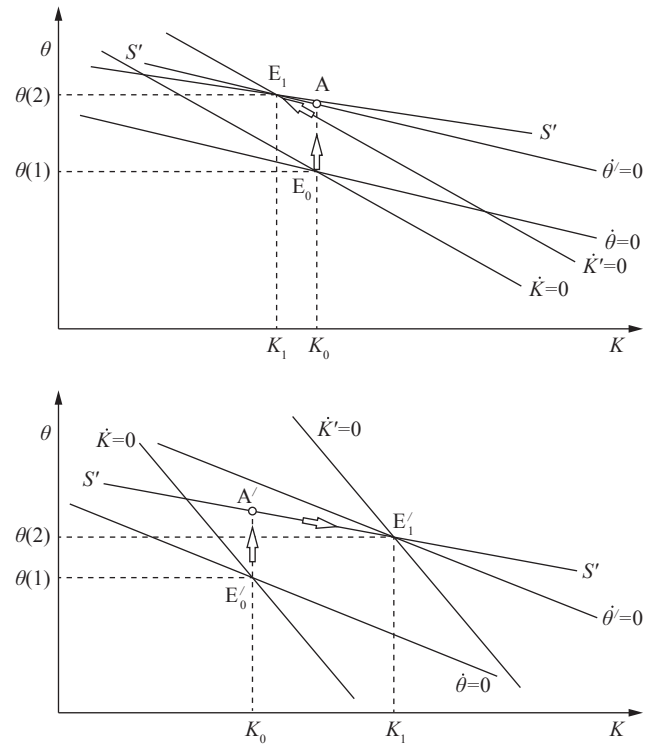 θ
S′
E₁
A
θ(2)
S′
θ̇′=0
θ(1)
E₀
θ̇=0
K̇′=0
K̇=0
K₁
K₀
K
θ
K̇=0
K̇′=0
S′
A′
E₁′
θ(2)
θ(1)
S′
E₀′
θ̇′=0
θ̇=0
K₀
K₁
K